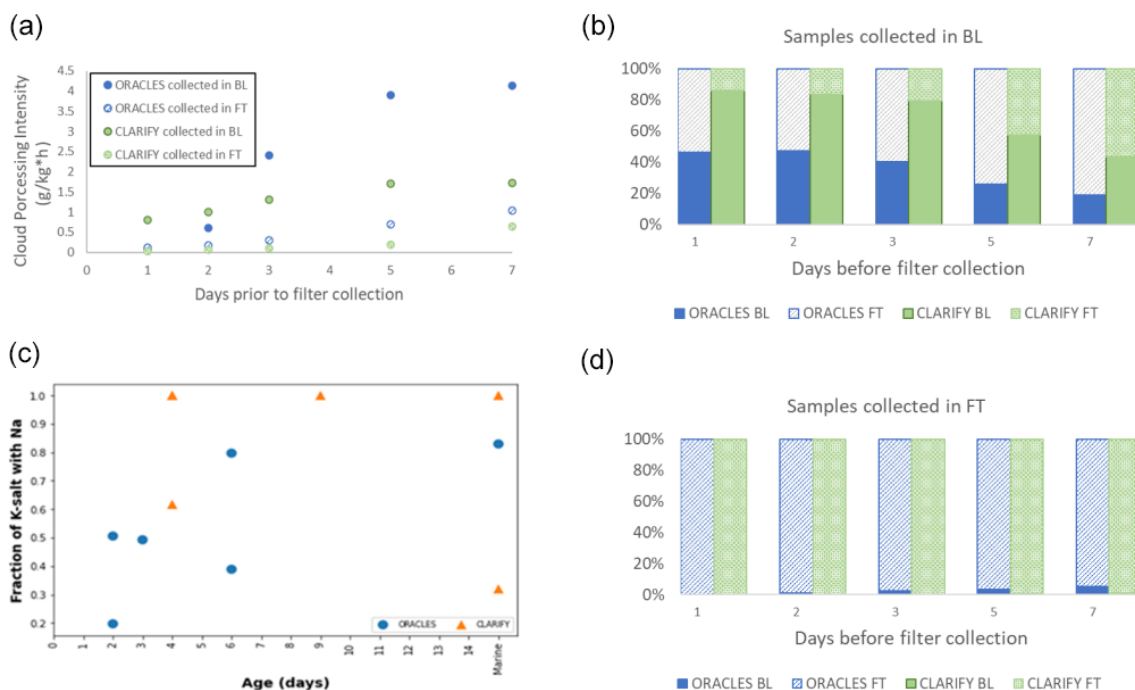 (a)
Cloud Porcessing Intensity
(g/kg*h)
4.5
4
3.5
3
2.5
2
1.5
1
0.5
0
ORACLES collected in BL
ORACLES collected in FT
CLARIFY collected in BL
CLARIFY collected in FT
0 1 2 3 4 5 6 7
Days prior to filter collection
(b)
Samples collected in BL
100%
80%
60%
40%
20%
0%
1 2 3 5 7
Days before filter collection
ORACLES BL ORACLES FT CLARIFY BL CLARIFY FT
(c)
Fraction of K-salt with Na
1.0
0.9
0.8
0.7
0.6
0.5
0.4
0.3
0.2
ORACLES CLARIFY
0 1 2 3 4 5 6 7 8 9 10 11 12 13 14 Marine
Age (days)
(d)
Samples collected in FT
100%
80%
60%
40%
20%
0%
1 2 3 5 7
Days before filter collection
ORACLES BL ORACLES FT CLARIFY BL CLARIFY FT